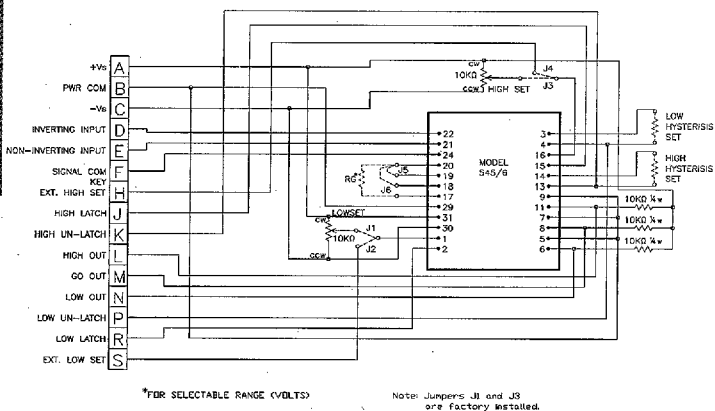 +Vs A
PWR COM B
-Vs C
INVERTING INPUT D
NON-INVERTING INPUT E
SIGNAL COM F
KEY
EXT. HIGH SET H
HIGH LATCH J
HIGH UN-LATCH K
HIGH OUT L
GO OUT M
LOW OUT N
LOW UN-LATCH P
LOW LATCH R
EXT. LOW SET S
CW
10KΩ
CCW HIGH SET
J4
J3
RG*
J5
J6
LOWSET
10KΩ
CCW
J1
J2
22
21
24
20
19
18
17
29
31
30
1
2
MODEL
545/6
3
4
16
15
14
13
9
11
7
8
5
6
LOW
HYSTERISIS
SET
HIGH
HYSTERISIS
SET
10KΩ ¼w
10KΩ ¼w
10KΩ ¼w
*FOR SELECTABLE RANGE (VOLTS)
Note: Jumpers J1 and J3
are factory installed.